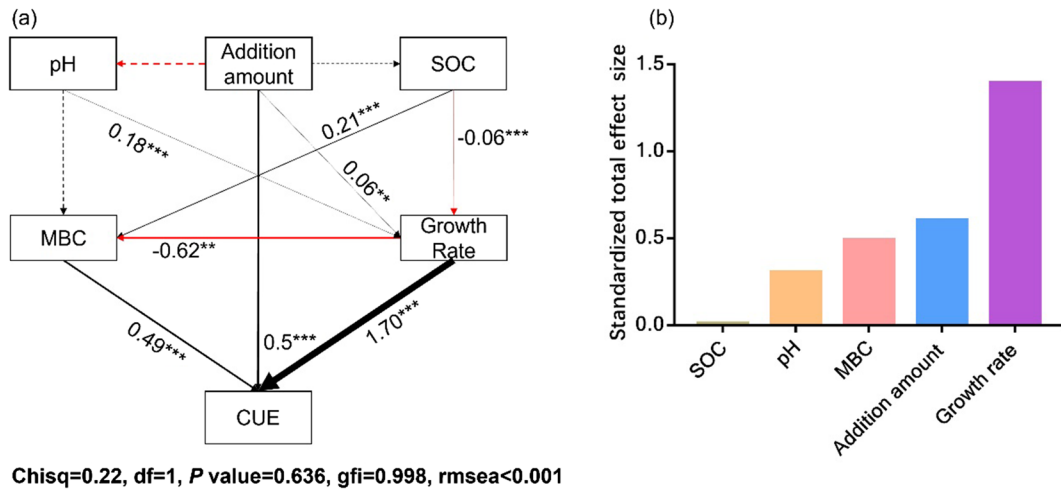 (a)
pH
Addition
amount
SOC
0.18***
0.21***
-0.06***
0.06**
MBC
-0.62**
Growth
Rate
0.49***
0.5***
1.70***
CUE
Chisq=0.22, df=1, P value=0.636, gfi=0.998, rmsea<0.001
(b)
Standardized total effect size
1.5
1.0
0.5
0.0
SOC
pH
MBC
Addition amount
Growth rate